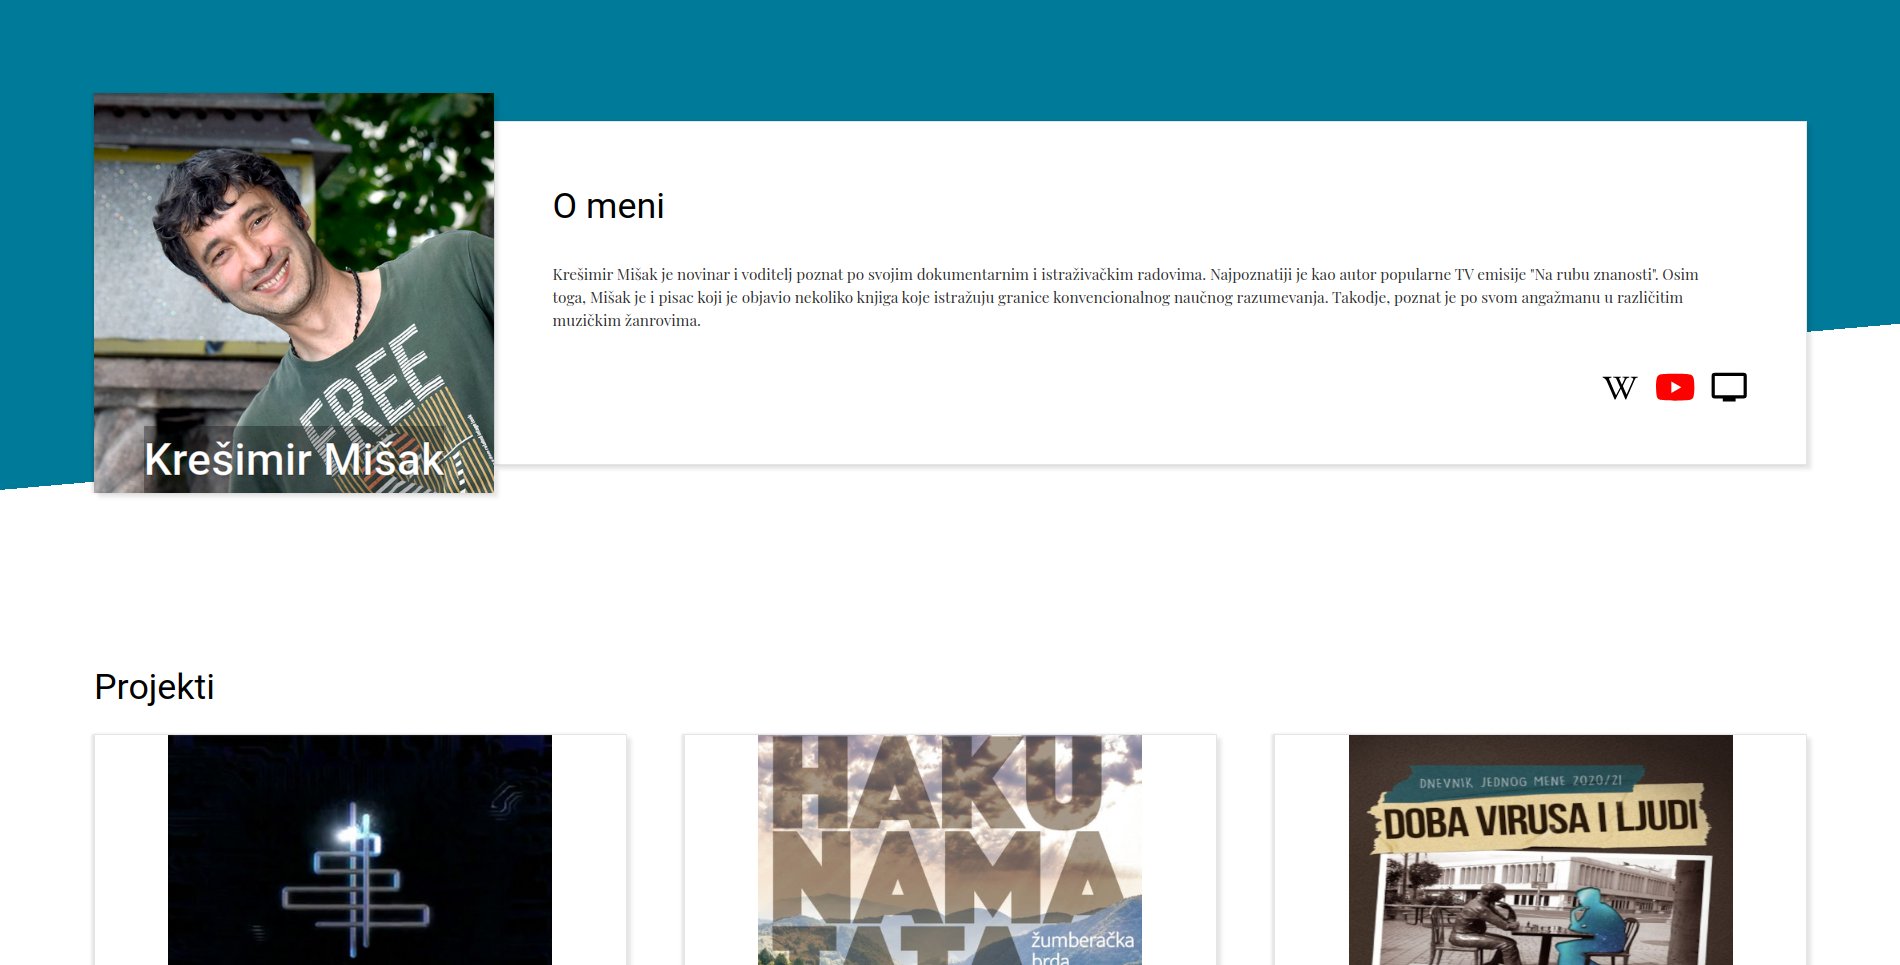 O meni
Krešimir Mišak je novinar i voditelj poznat po svojim dokumentarnim i istraživačkim radovima. Najpoznatiji je kao autor popularne TV emisije "Na rubu znanosti". Osim
toga, Mišak je i pisac koji je objavio nekoliko knjiga koje istražuju granice konvencionalnog naučnog razumevanja. Takodje, poznat je po svom angažmanu u različitim
muzičkim žanrovima.
W
FREE
Krešimir Mišak
Projekti
HAKU
NAMA
TATA
žumberačka
brda
DNEVNIK JEDNOG MENE 2020/21
DOBA VIRUSA I LJUDI